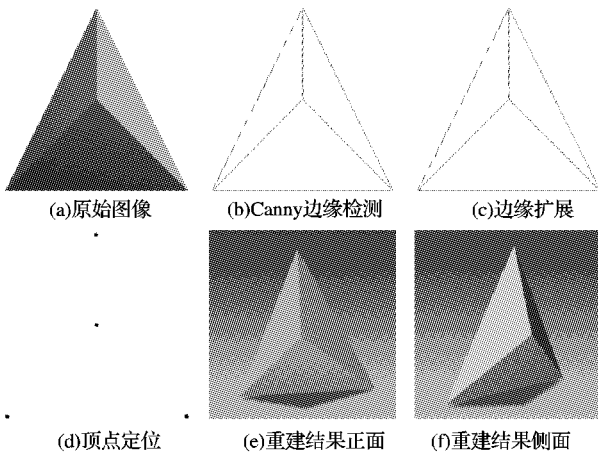 (a)原始图像
(b)Canny边缘检测
(c)边缘扩展
(d)顶点定位
(e)重建结果正面
(f)重建结果侧面